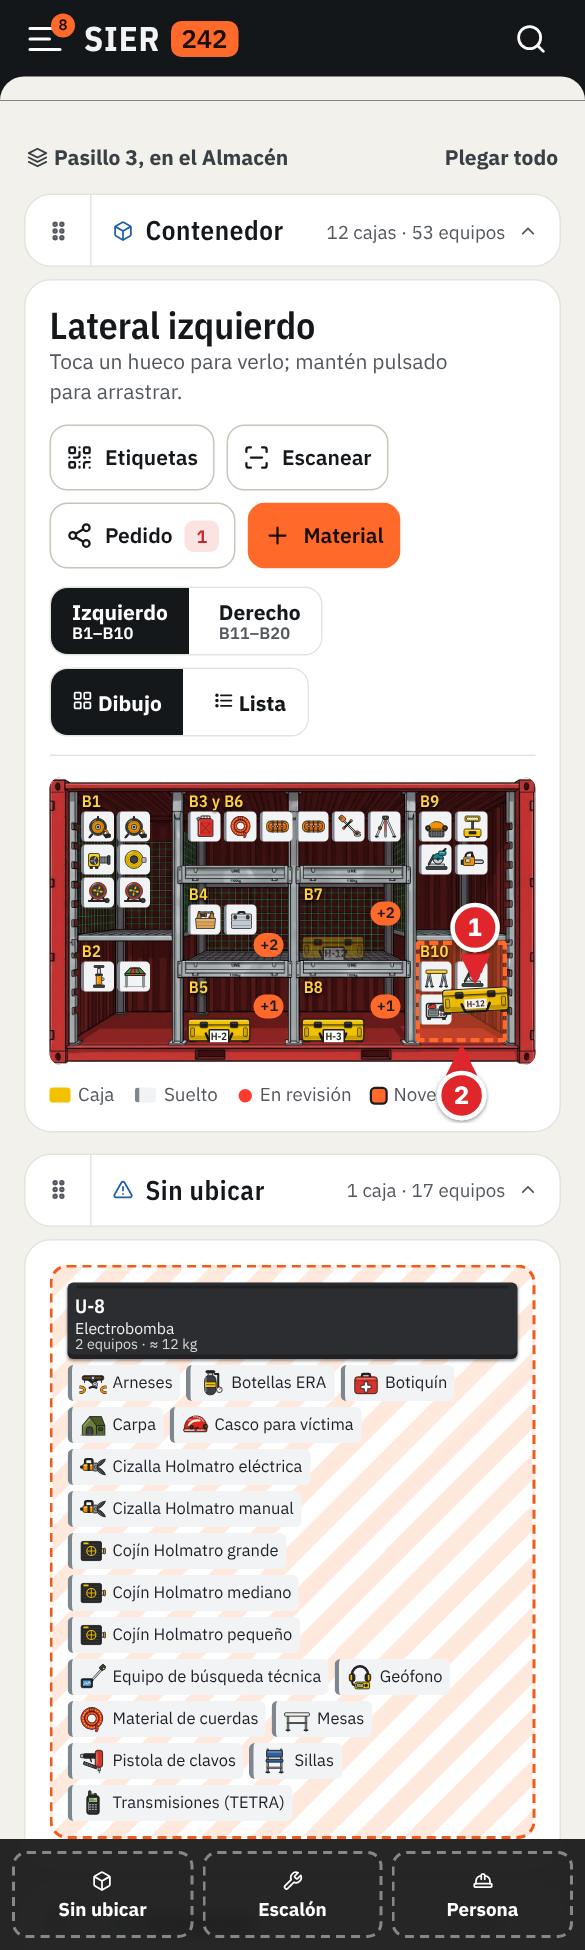 8
SIER 242
Pasillo 3, en el Almacén
Plegar todo
Contenedor
12 cajas · 53 equipos
Lateral izquierdo
Toca un hueco para verlo; mantén pulsado
para arrastrar.
Etiquetas
Escanear
Pedido 1
Material
Izquierdo
B1–B10
Derecho
B11–B20
Dibujo
Lista
B1
B3 y B6
B9
B4
B7
+2
1
+2
H-12
B2
B10
H-12
B5
+1
B8
+1
H-2
H-3
Caja
Suelto
En revisión
Nove
2
Sin ubicar
1 caja · 17 equipos
U-8
Electrobomba
2 equipos · ≈ 12 kg
Arneses
Botellas ERA
Botiquín
Carpa
Casco para víctima
Cizalla Holmatro eléctrica
Cizalla Holmatro manual
Cojín Holmatro grande
Cojín Holmatro mediano
Cojín Holmatro pequeño
Equipo de búsqueda técnica
Geófono
Material de cuerdas
Mesas
Pistola de clavos
Sillas
Transmisiones (TETRA)
Sin ubicar
Escalón
Persona